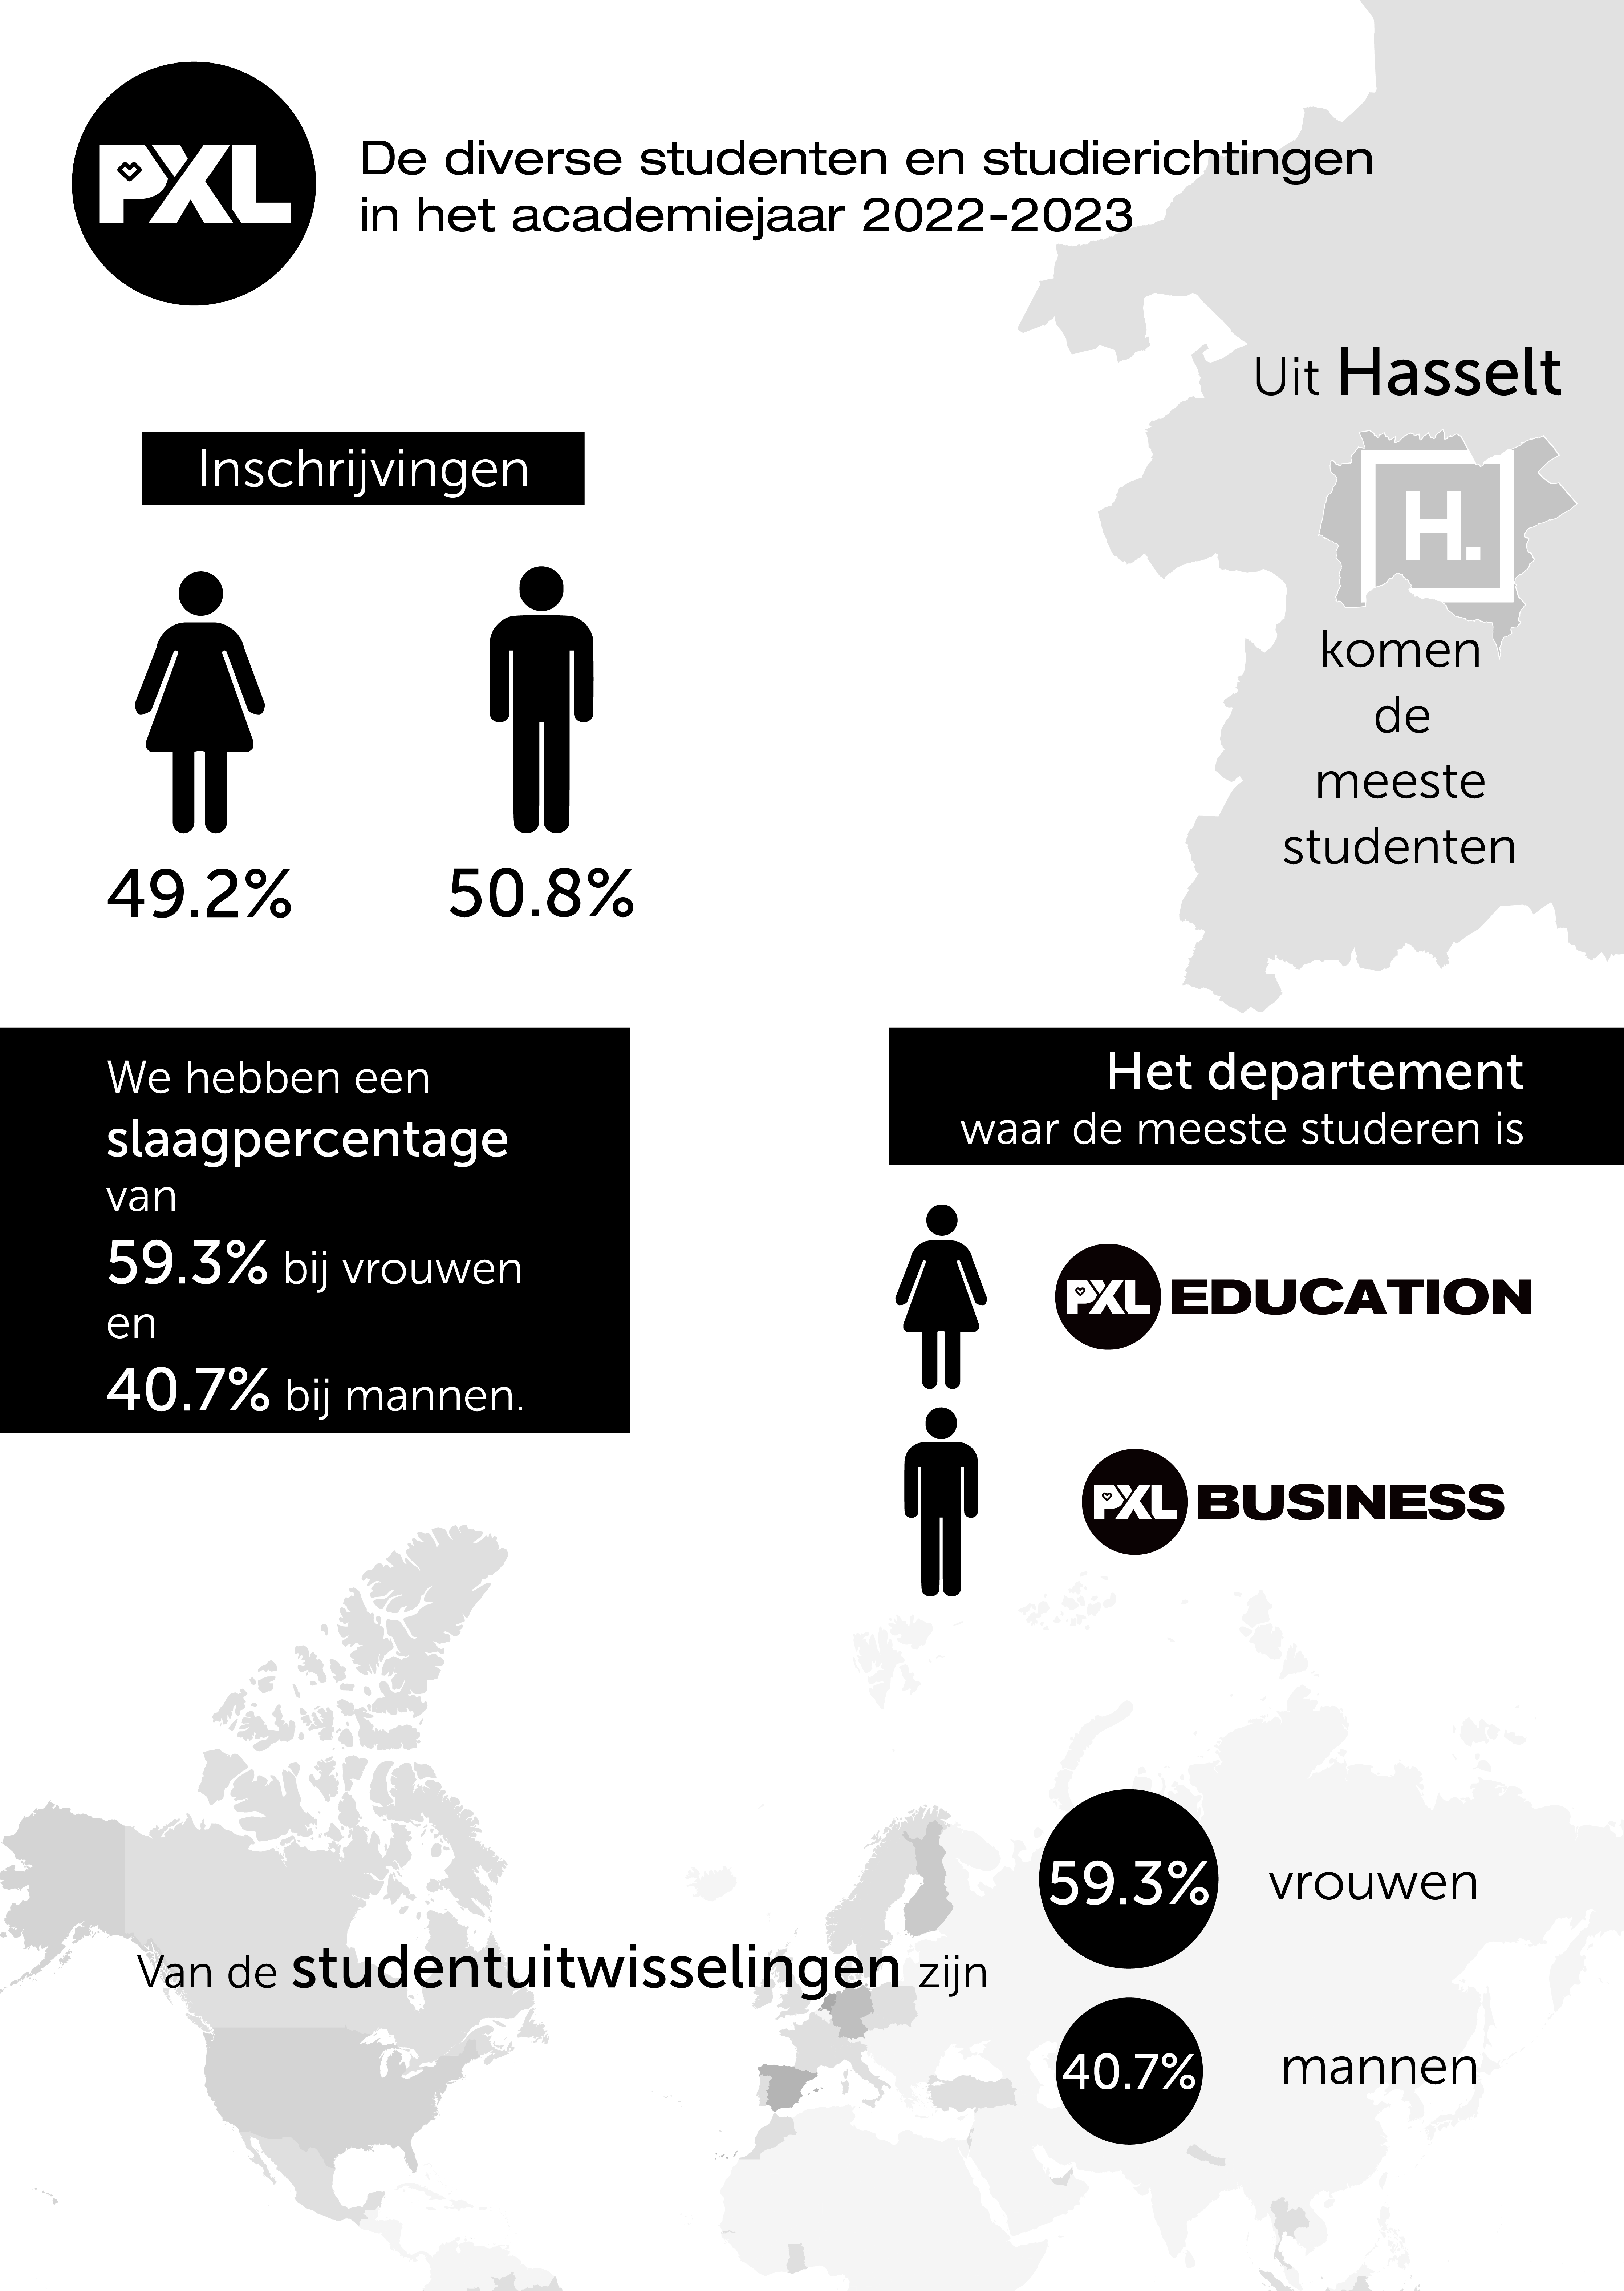 PXL
De diverse studenten en studierichtingen
in het academiejaar 2022-2023
Uit Hasselt
H.
komen
de
meeste
studenten
Inschrijvingen
49.2% 50.8%
We hebben een
slaagpercentage
van
59.3% bij vrouwen
en
40.7% bij mannen.
Het departement
waar de meeste studeren is
PXL EDUCATION
PXL BUSINESS
Van de studentuitwisselingen zijn
59.3% vrouwen
40.7% mannen